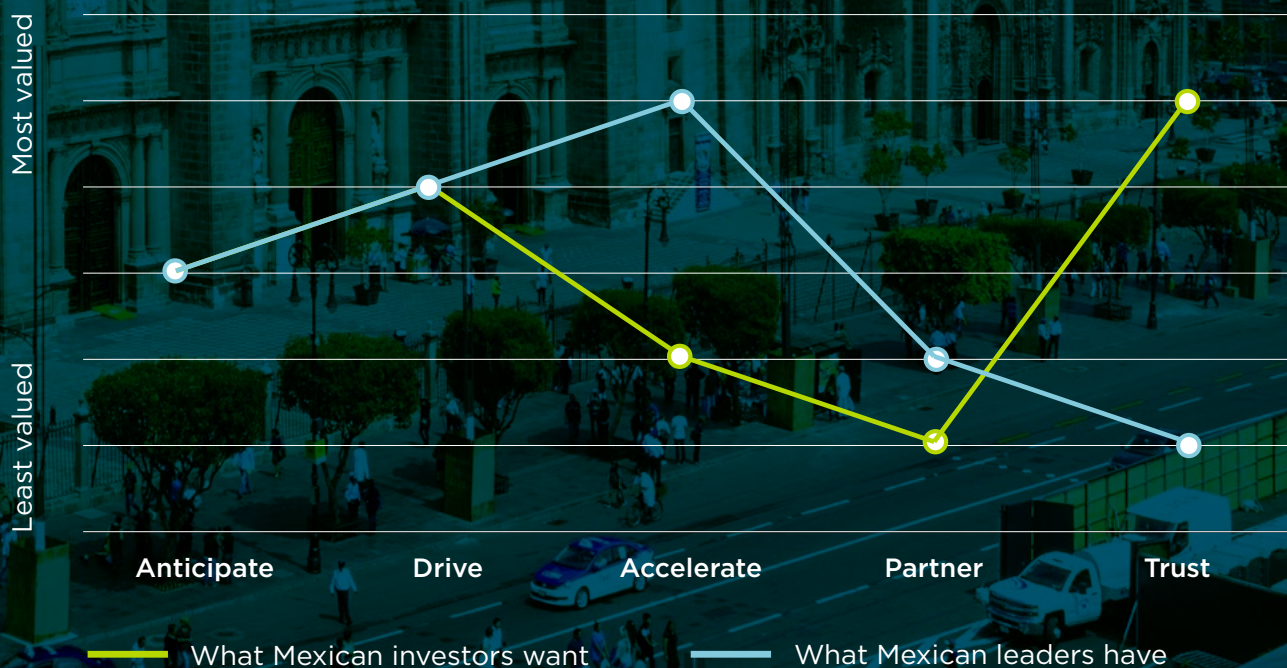 Most valued
Least valued
Anticipate
Drive
Accelerate
Partner
Trust
What Mexican investors want
What Mexican leaders have